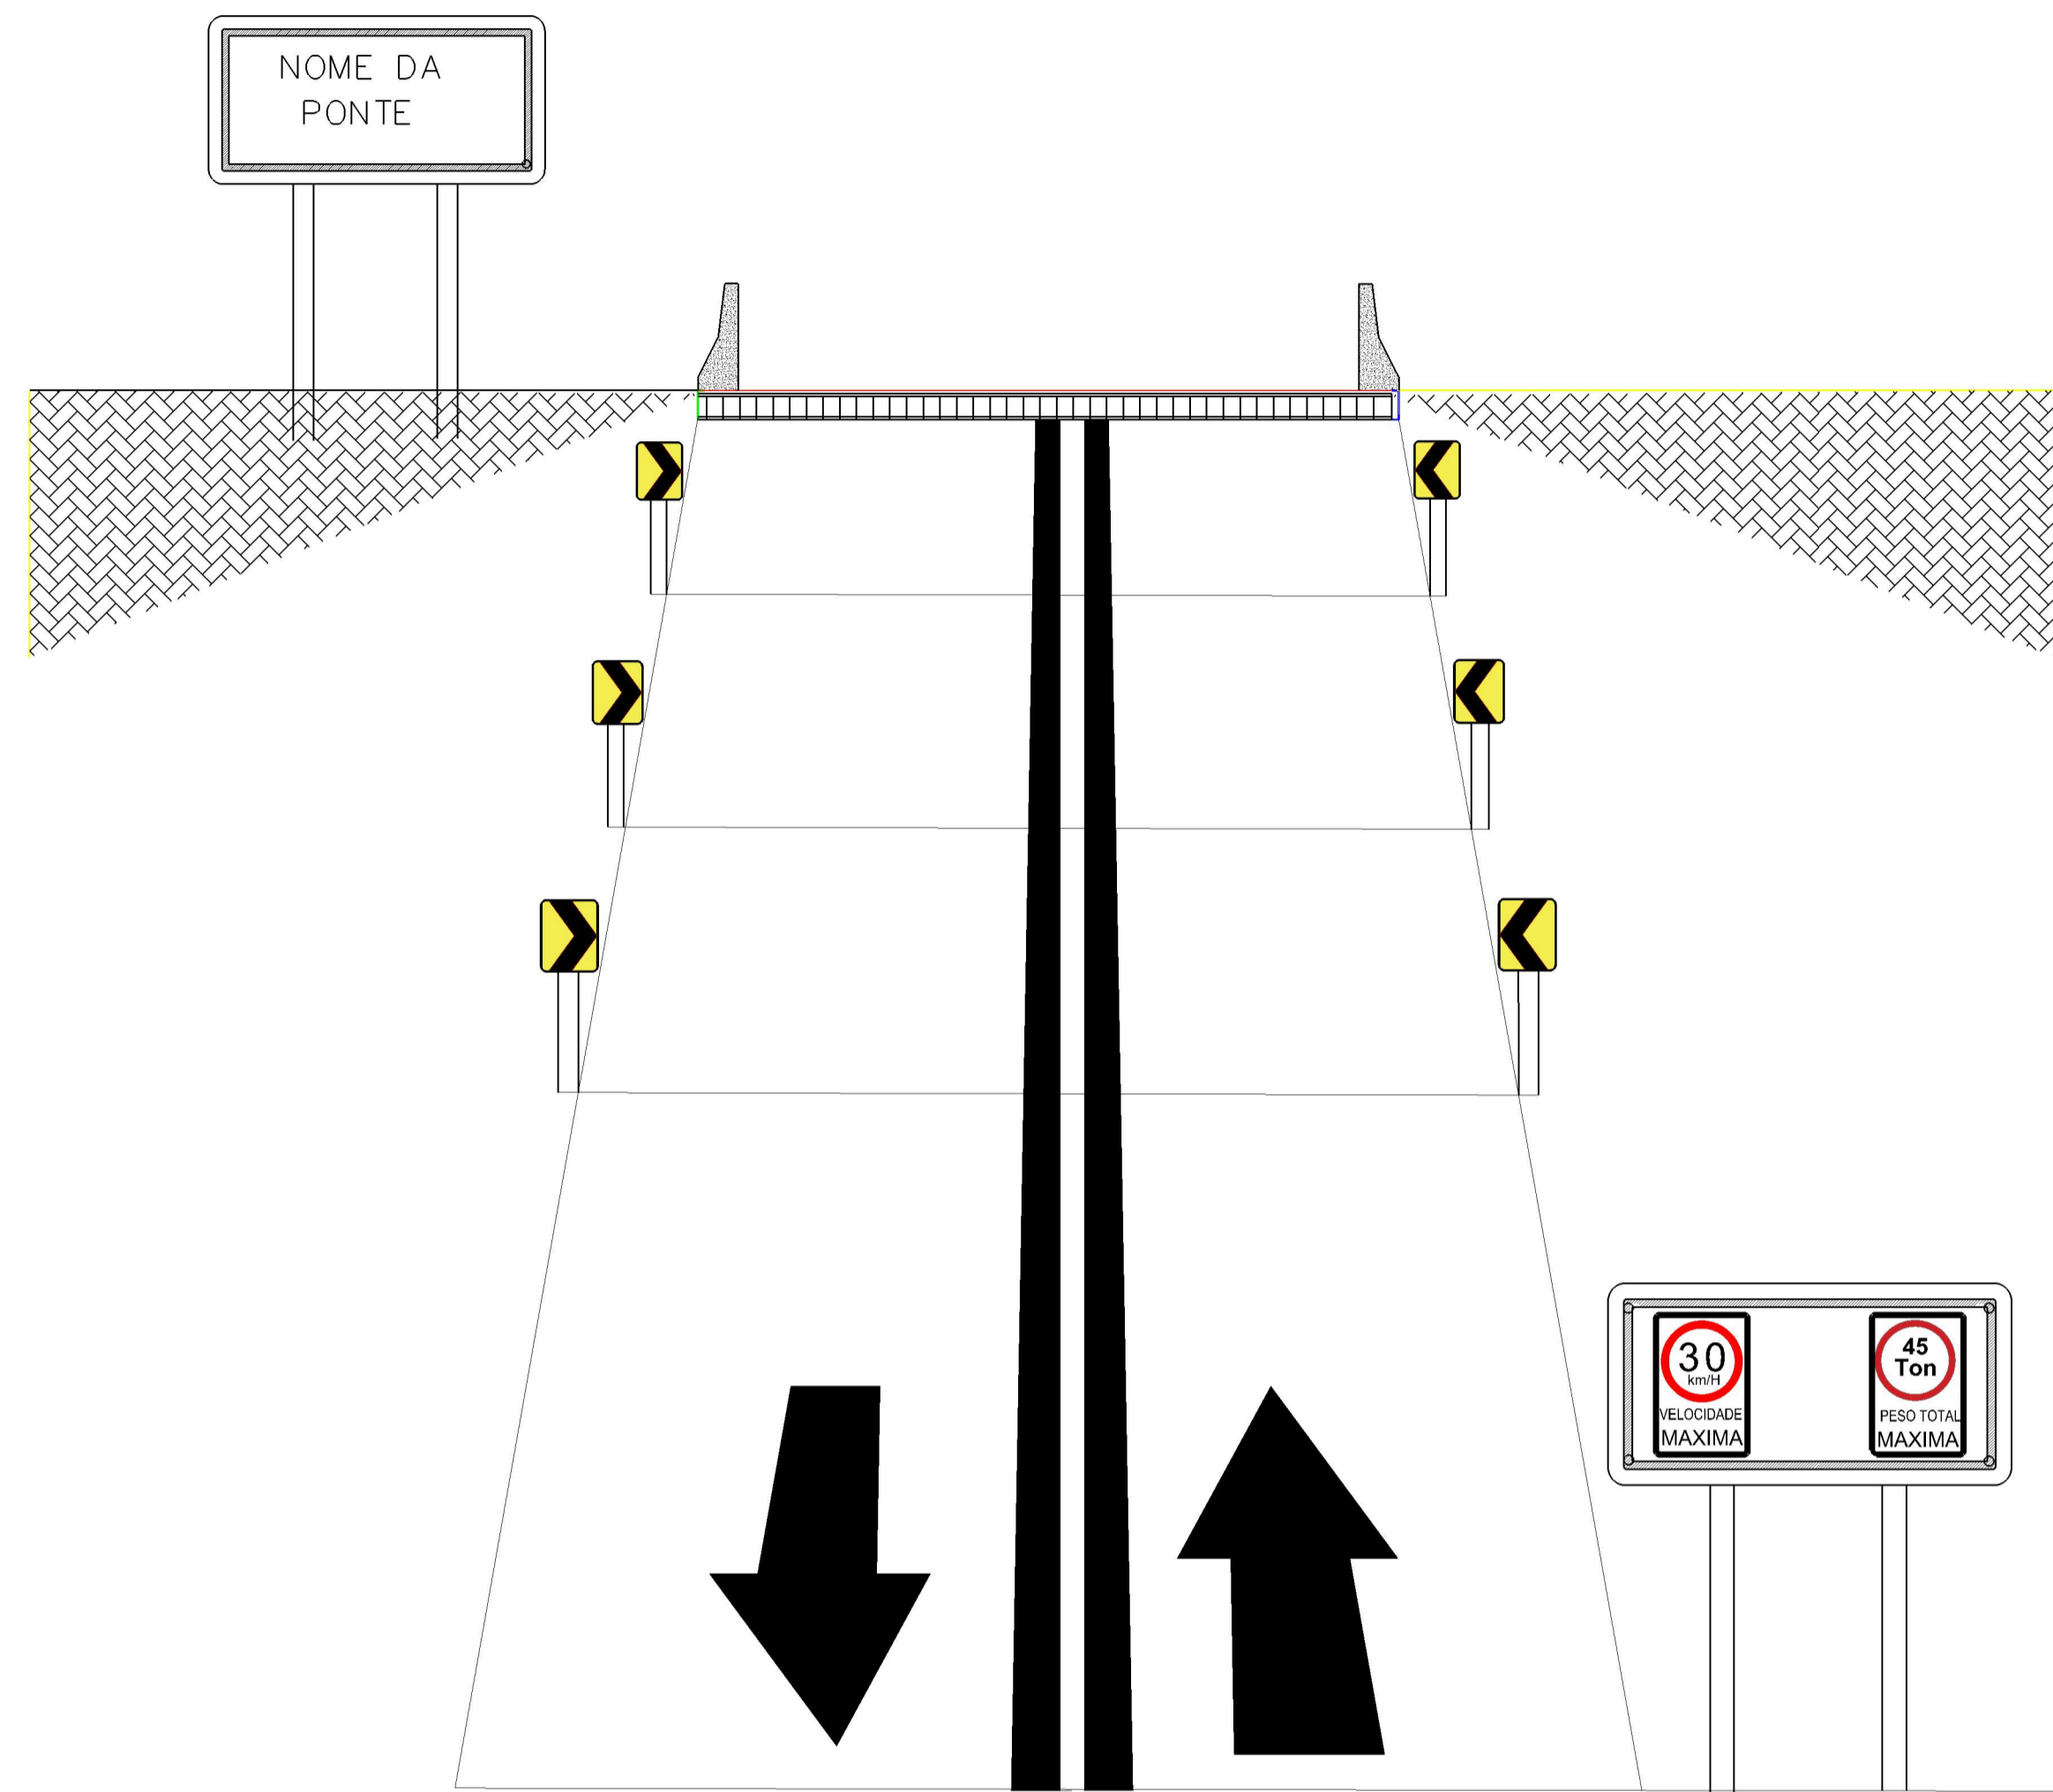 NOME DA
PONTE
30
km/H
VELOCIDADE
MAXIMA
45
Ton
PESO TOTAL
MAXIMA